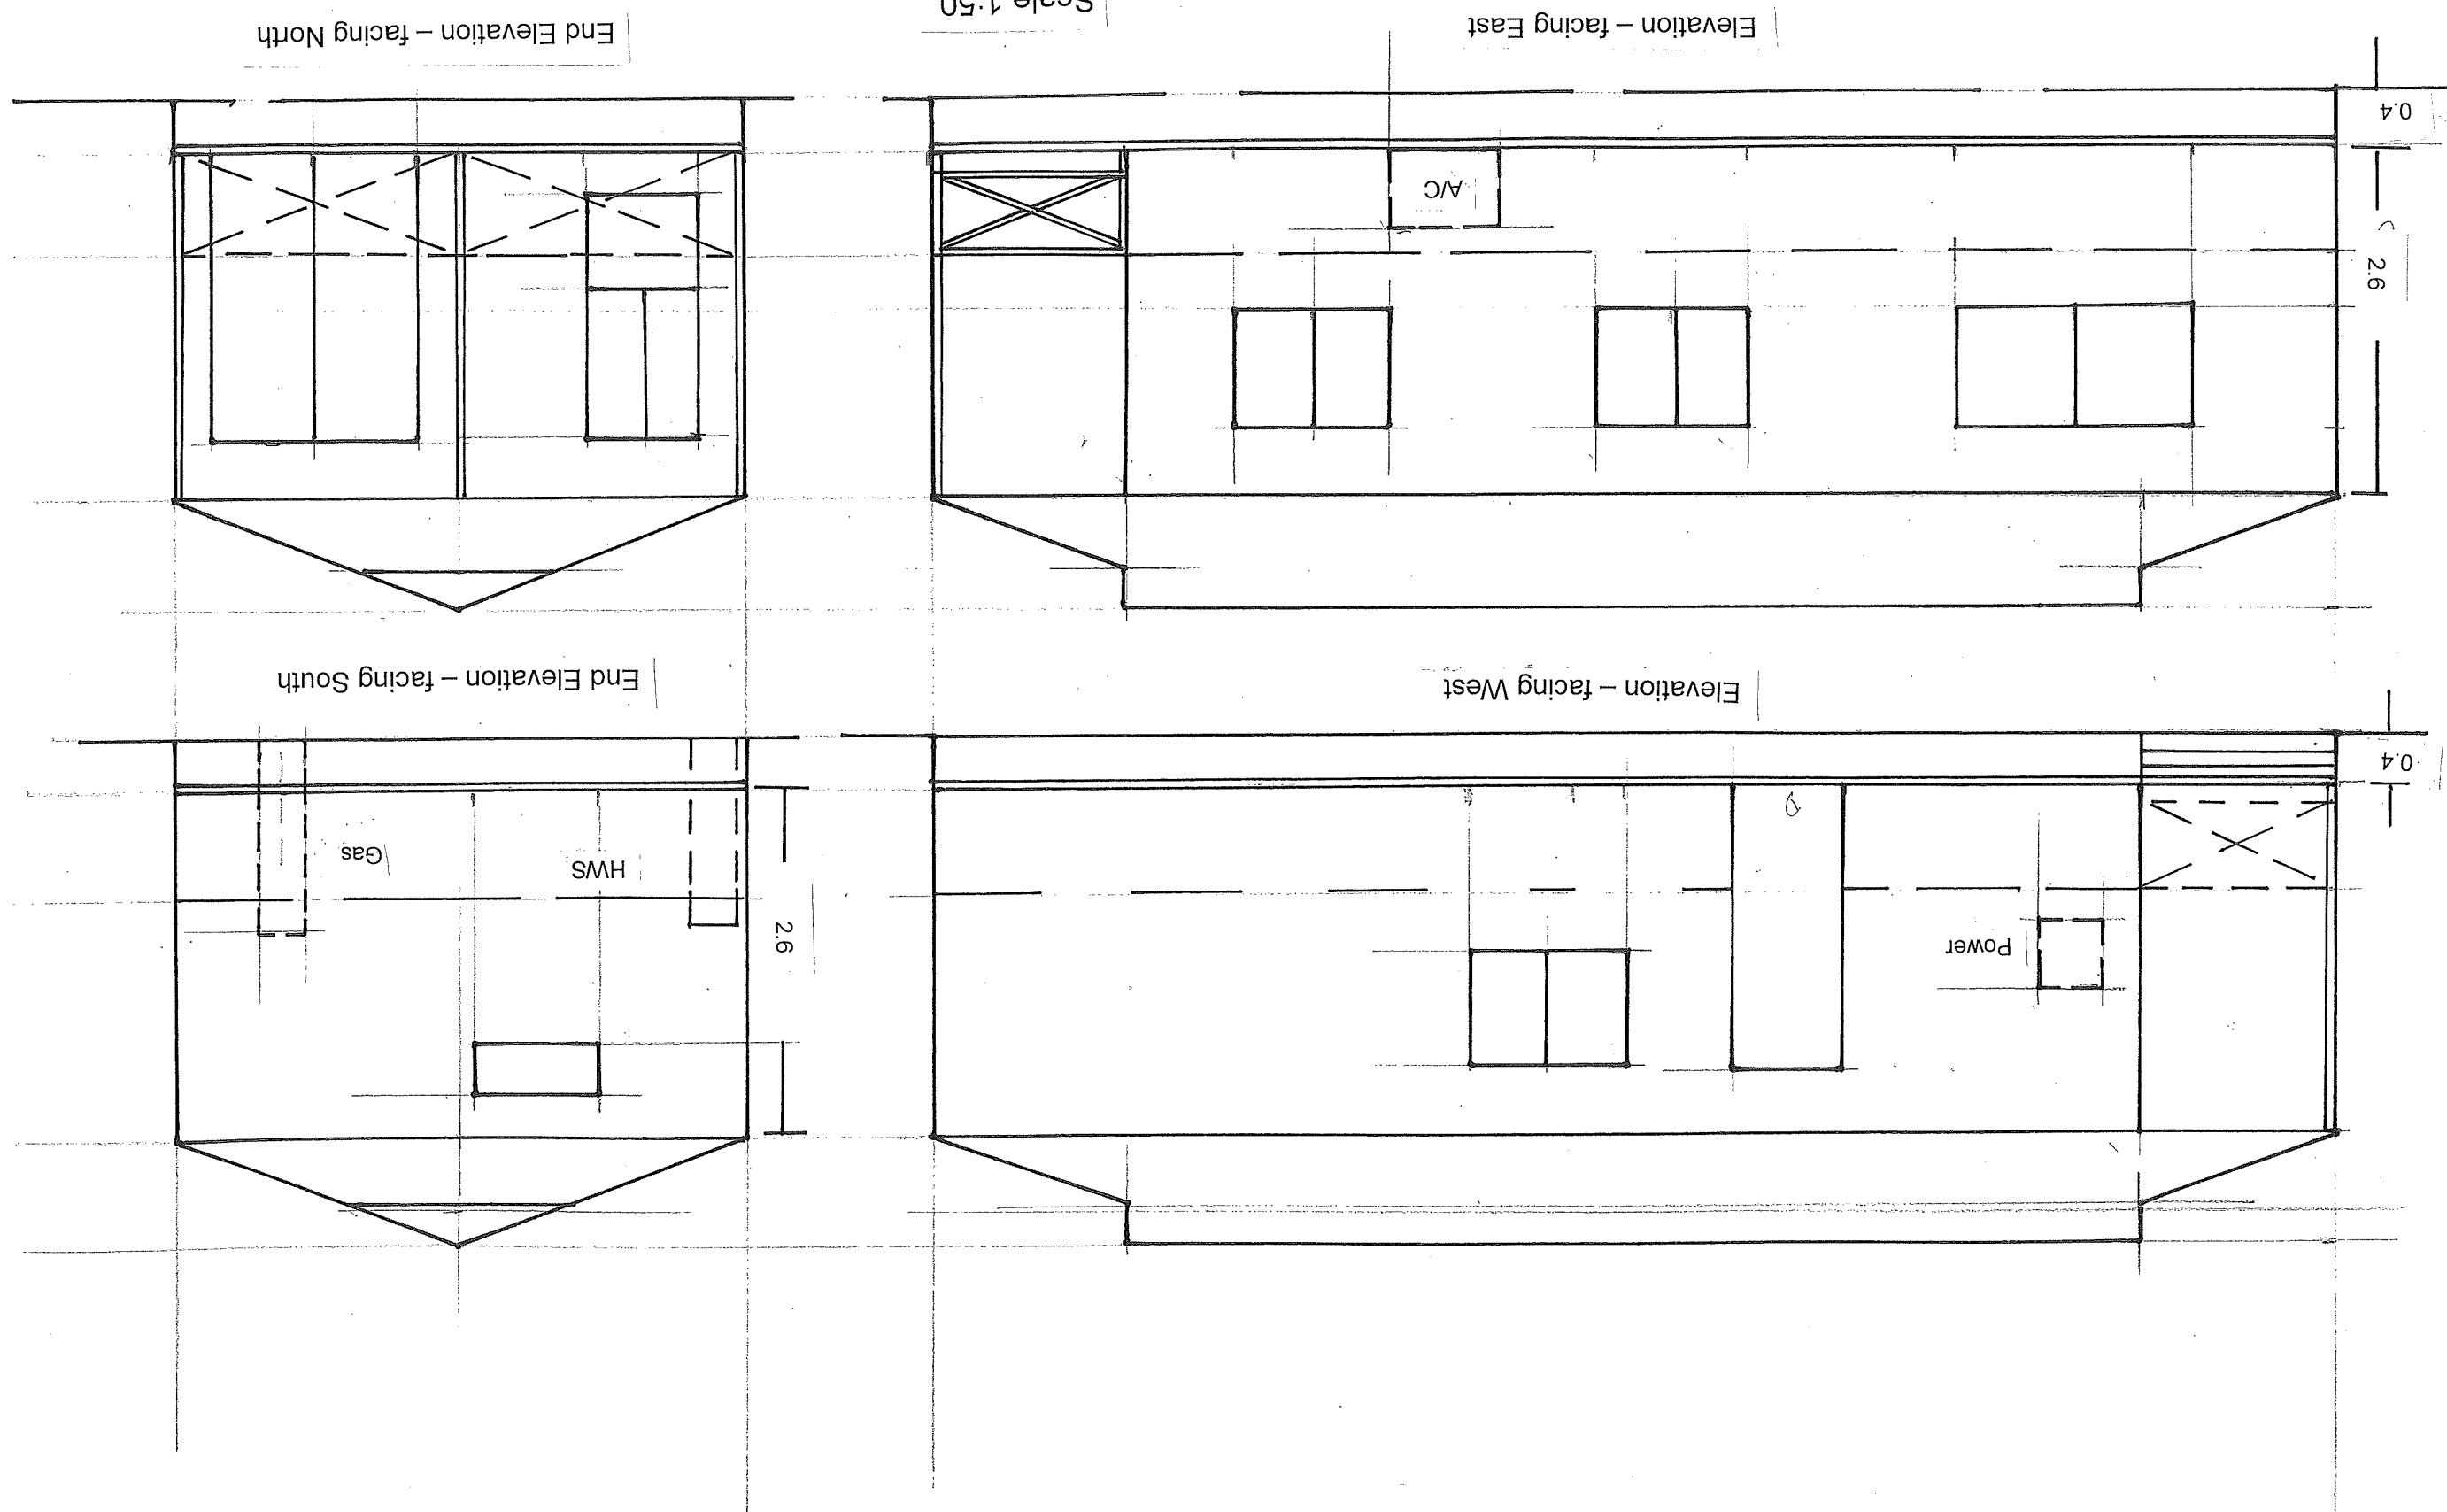 Power
2.6
HWS
Gas
0.4
Elevation – facing West
End Elevation – facing South
2.6
A/C
0.4
Elevation – facing East
Scale 1:50
End Elevation – facing North